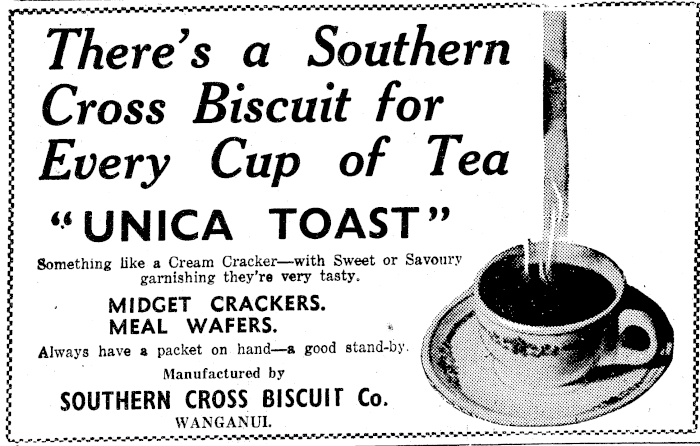 There's a Southern
Cross Biscuit for
Every Cup of Tea
"UNICA TOAST"
Something like a Cream Cracker—with Sweet or Savoury
garnishing they're very tasty.
MIDGET CRACKERS.
MEAL WAFERS.
Always have a packet on hand—a good stand-by.
Manufactured by
SOUTHERN CROSS BISCUIT Co.
WANGANUI.